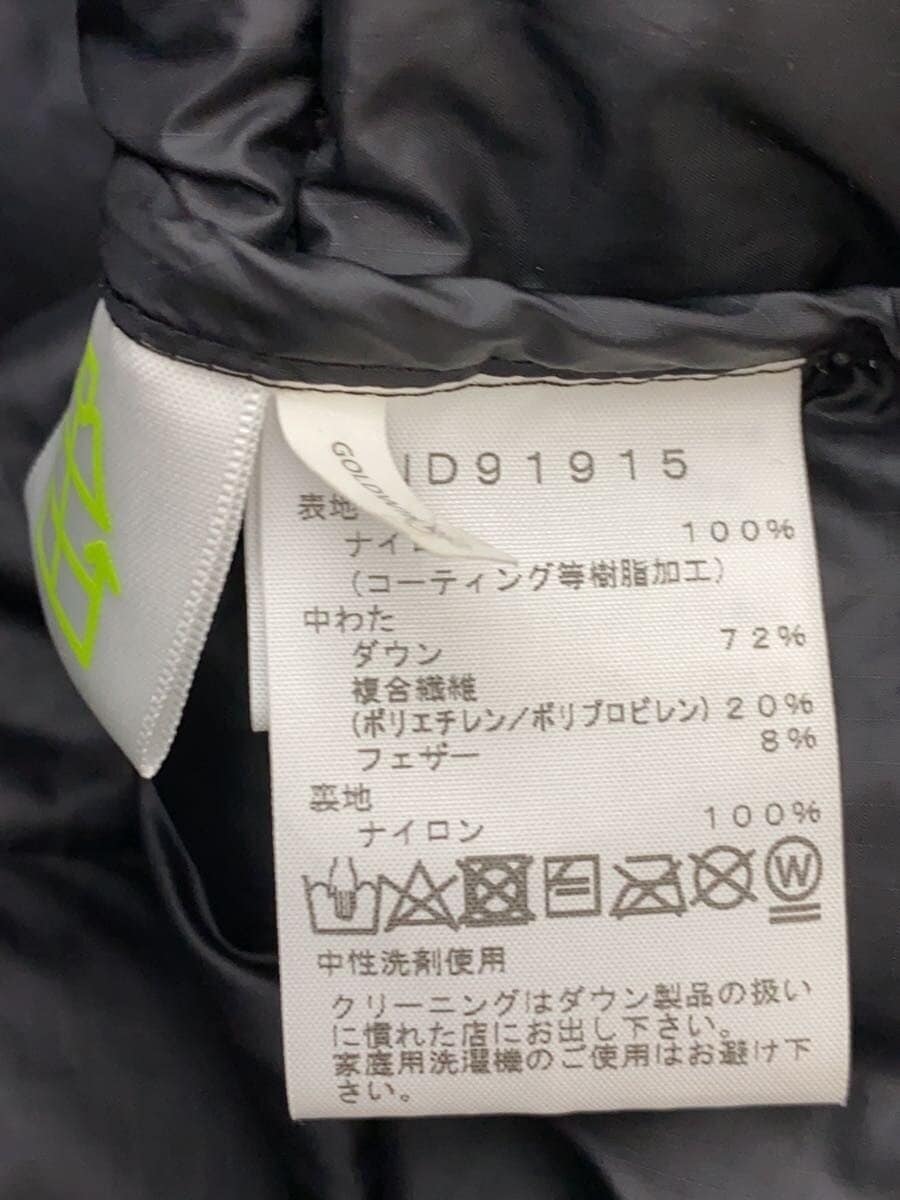 ND91915
表地
ナイロン 100%
(コーティング等樹脂加工)
中わた
ダウン 72%
複合繊維
(ポリエチレン/ポリプロピレン) 20%
フェザー 8%
裏地
ナイロン 100%
W
中性洗剤使用
クリーニングはダウン製品の扱い
に慣れた店にお出し下さい。
家庭用洗濯機のご使用はお避け下
さい。